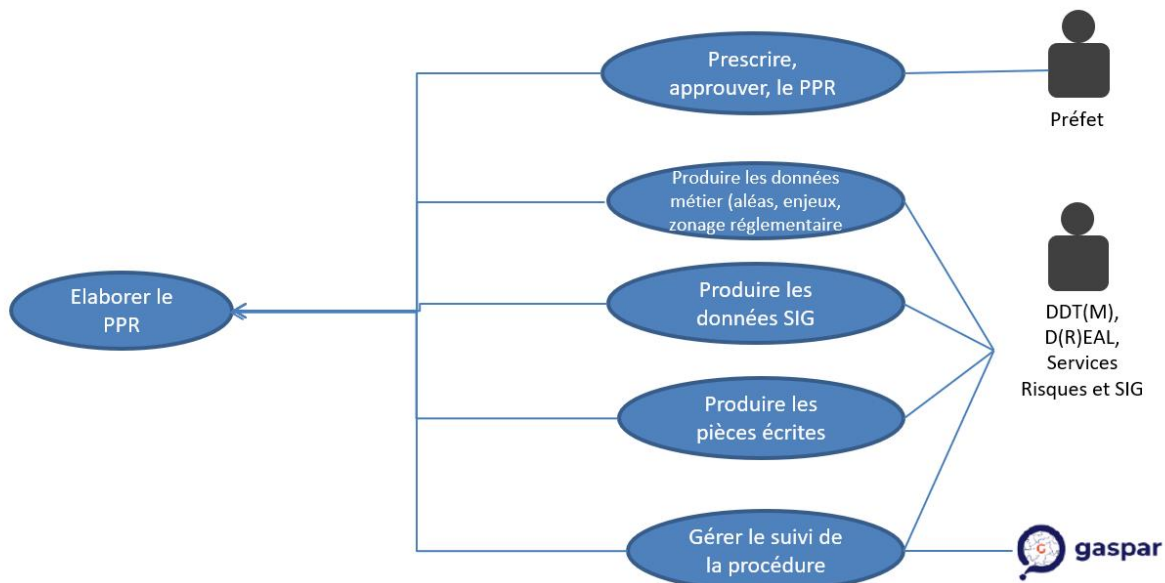 Prescrire,
approuver, le PPR
Préfet
Produire les données
métier (aléas, enjeux,
zonage réglementaire
Elaborer le
PPR
Produire les
données SIG
DDT(M),
D(R)EAL,
Services
Risques et SIG
Produire les
pièces écrites
Gérer le suivi de
la procédure
G
gaspar